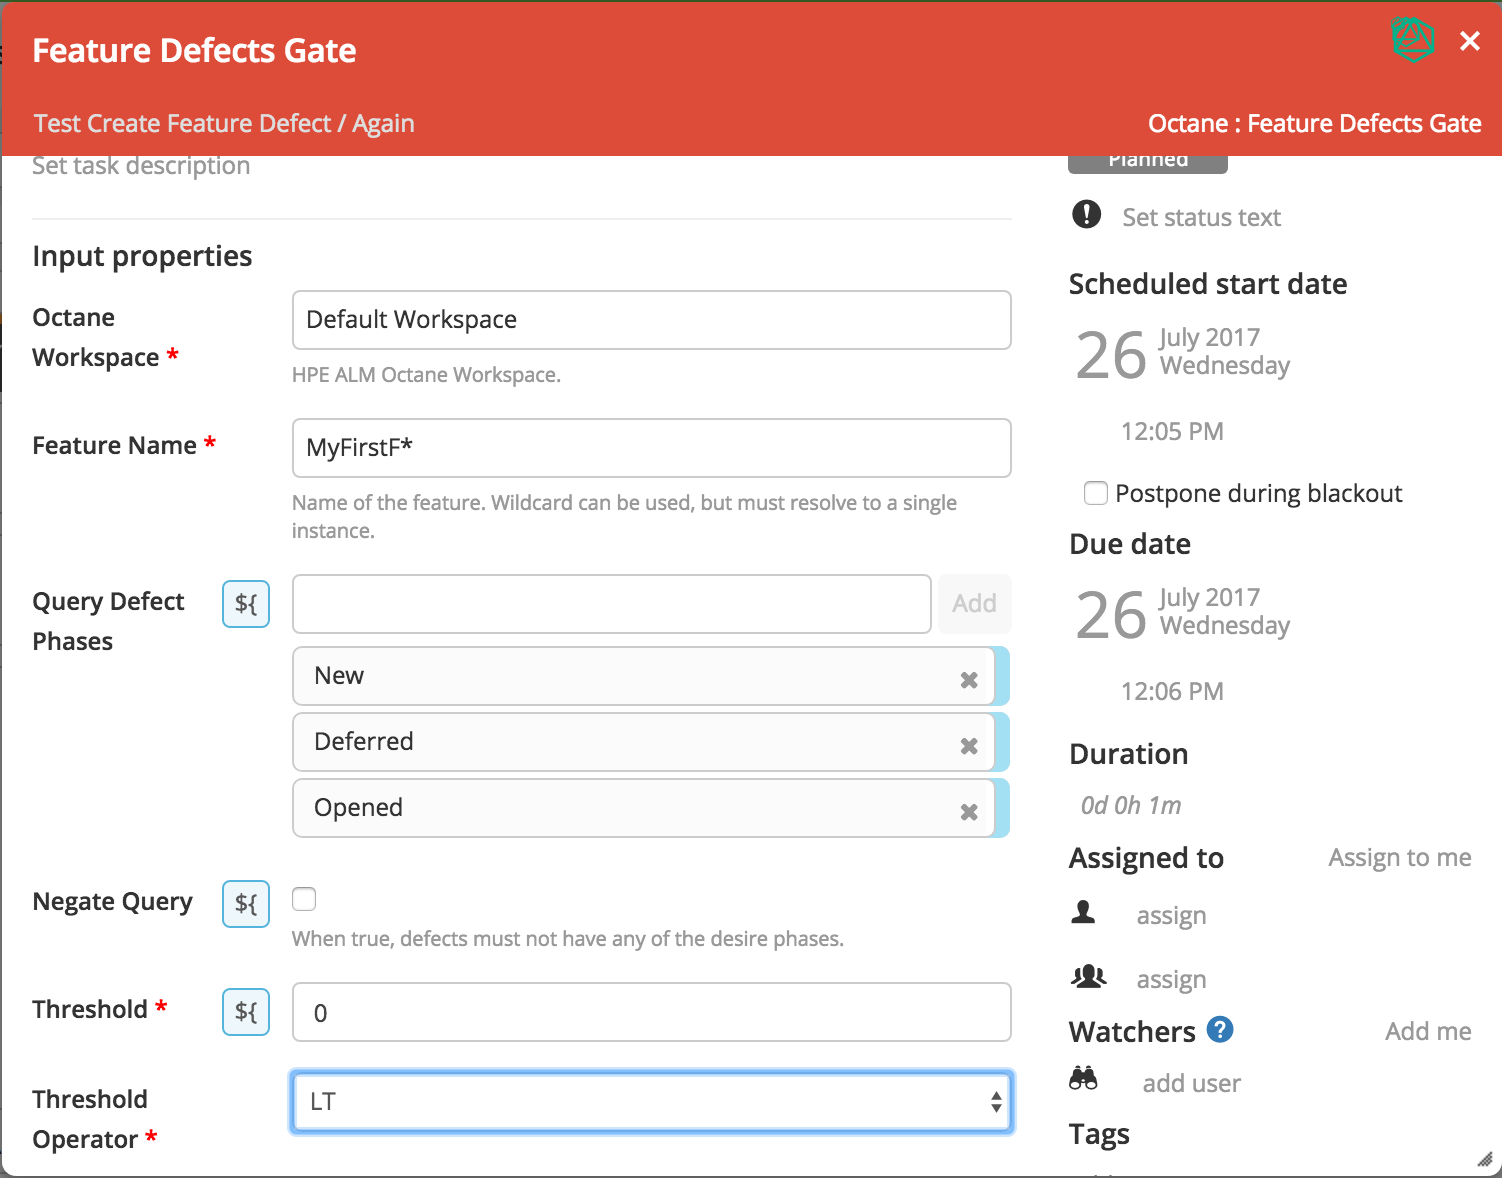 Feature Defects Gate
Test Create Feature Defect / Again
Octane : Feature Defects Gate
Set task description
Input properties
Octane
Workspace *
Default Workspace
HPE ALM Octane Workspace.
Feature Name *
MyFirstF*
Name of the feature. Wildcard can be used, but must resolve to a single
instance.
Query Defect
Phases
${
Add
New
Deferred
Opened
Negate Query
${
When true, defects must not have any of the desire phases.
Threshold *
${
0
Threshold
Operator *
LT
Planned
Set status text
Scheduled start date
26
July 2017
Wednesday
12:05 PM
Postpone during blackout
Due date
26
July 2017
Wednesday
12:06 PM
Duration
0d 0h 1m
Assigned to
Assign to me
assign
assign
Watchers ?
Add me
add user
Tags